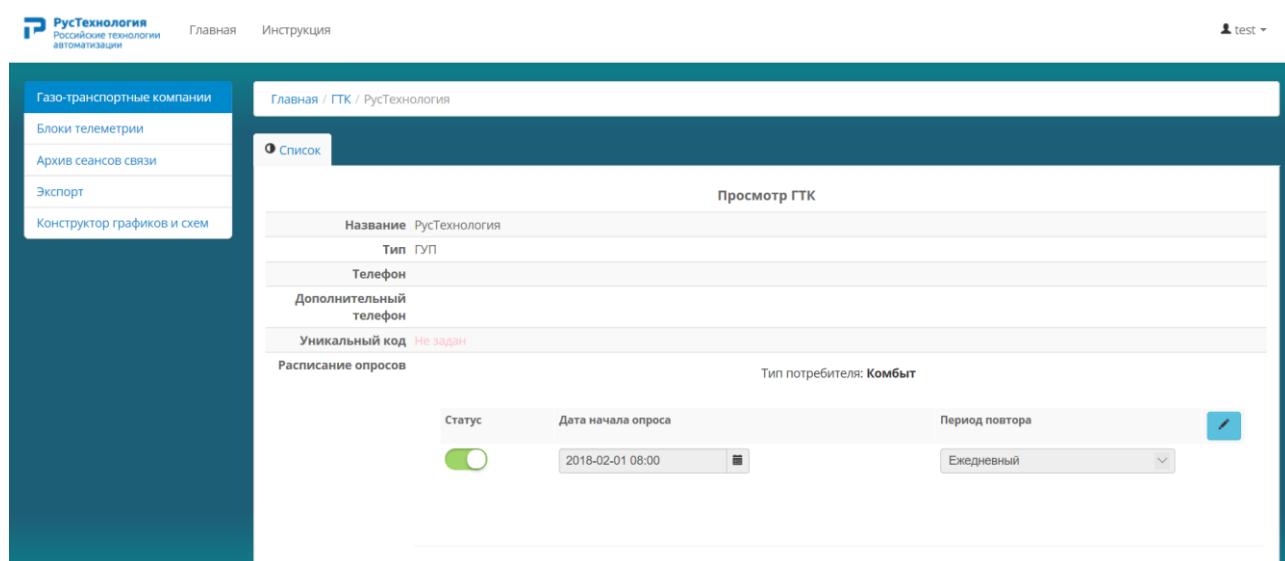 РусТехнология
Российские технологии
автоматизации
Главная
Инструкция
test
Газо-транспортные компании
Блоки телеметрии
Архив сеансов связи
Экспорт
Конструктор графиков и схем
Главная / ГТК / РусТехнология
Список
Просмотр ГТК
Название РусТехнология
Тип ГУП
Телефон
Дополнительный
телефон
Уникальный код Не задан
Расписание опросов
Тип потребителя: Комбыт
Статус Дата начала опроса Период повтора
2018-02-01 08:00 Ежедневный